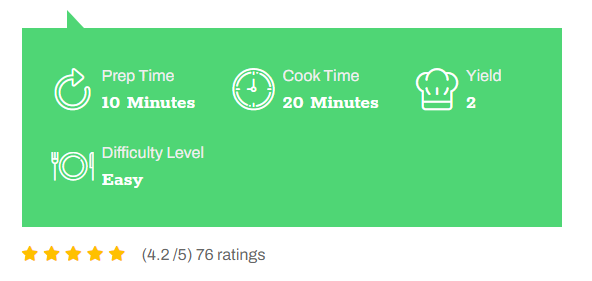 Prep Time
10 Minutes
Cook Time
20 Minutes
Yield
2
Difficulty Level
Easy
(4.2 /5) 76 ratings